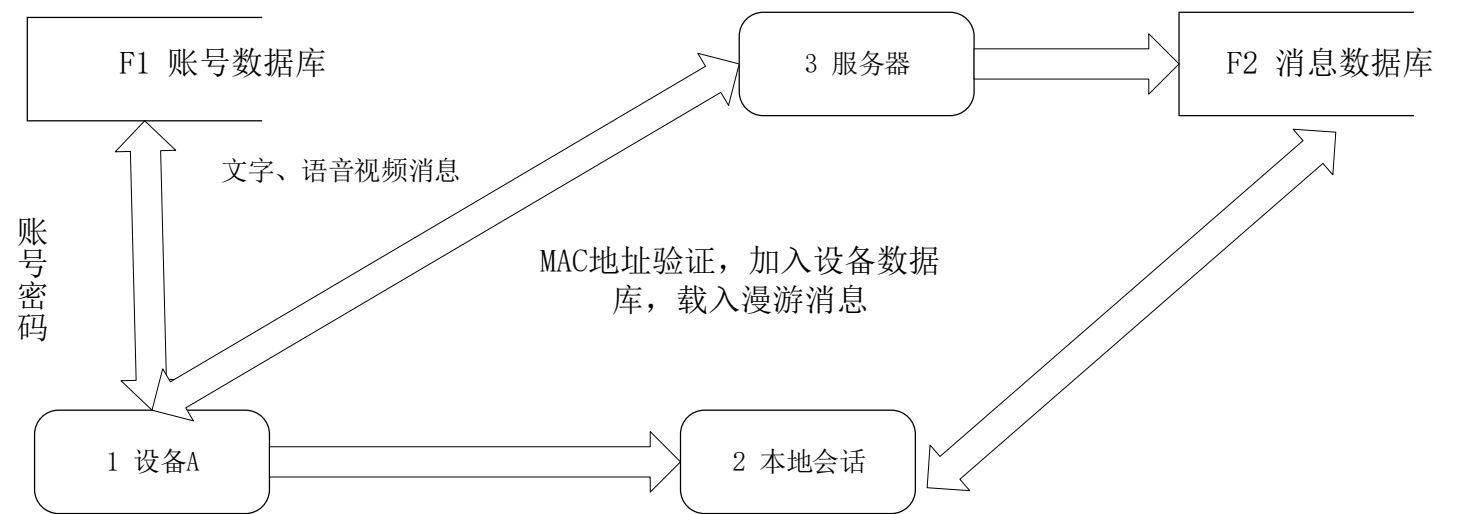 F1 账号数据库
3 服务器
F2 消息数据库
文字、语音视频消息
账号密码
MAC地址验证，加入设备数据
库，载入漫游消息
1 设备A
2 本地会话